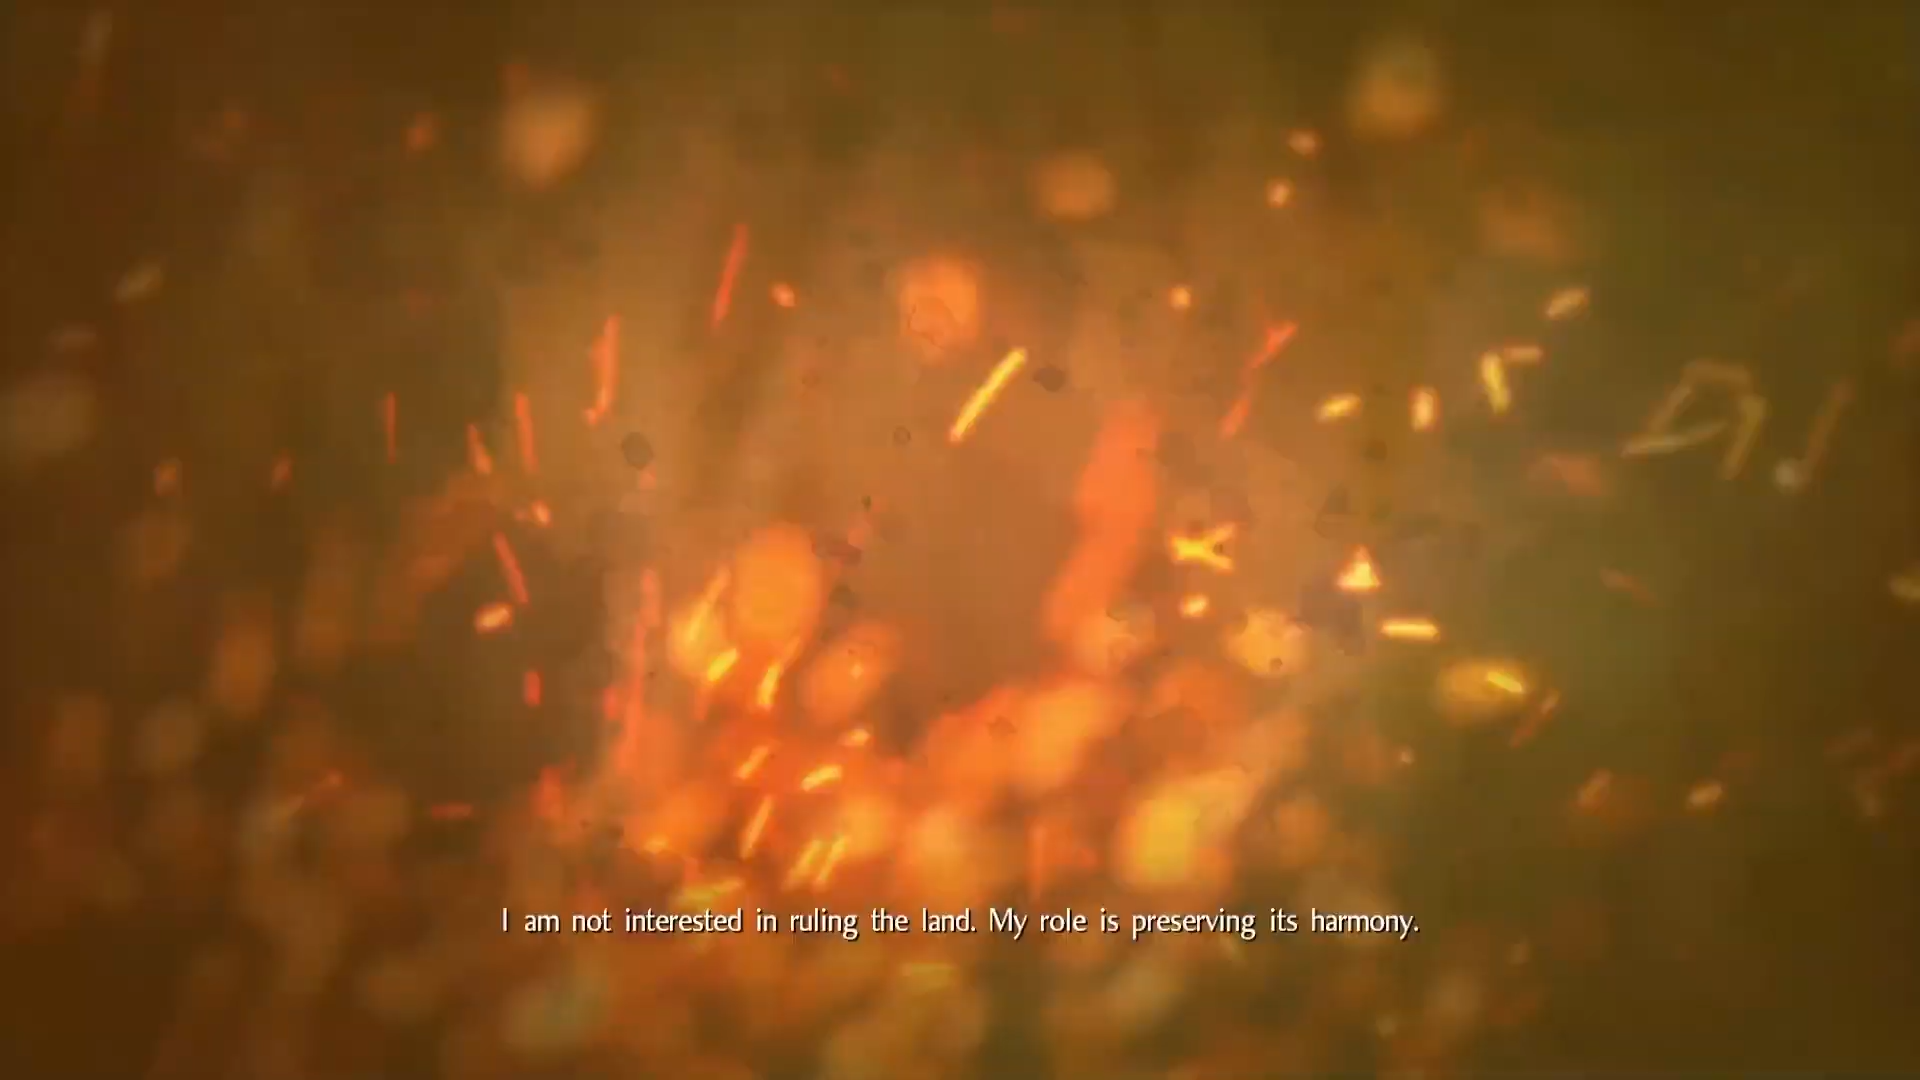 I am not interested in ruling the land. My role is preserving its harmony.